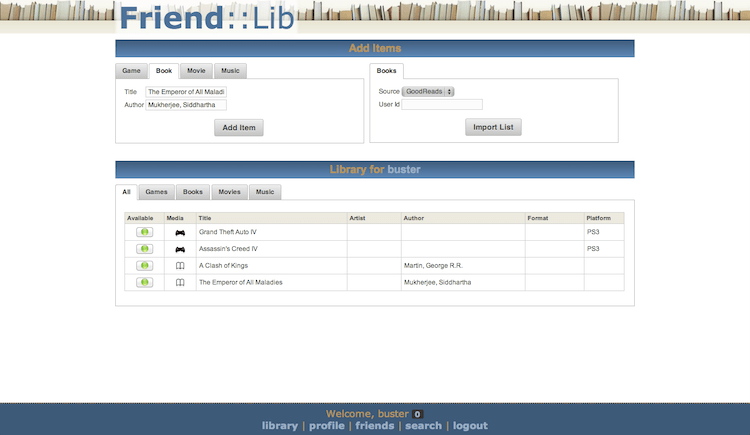 Friend::Lib
Add Items
Game Book Movie Music
Title The Emperor of All Maladi
Author Mukherjee, Siddhartha
Add Item
Books
Source GoodReads
User Id
Import List
Library for buster
All Games Books Movies Music
Available Media Title Artist Author Format Platform
Grand Theft Auto IV PS3
Assassin's Creed IV PS3
A Clash of Kings Martin, George R.R.
The Emperor of All Maladies Mukherjee, Siddhartha
Welcome, buster 0
library | profile | friends | search | logout